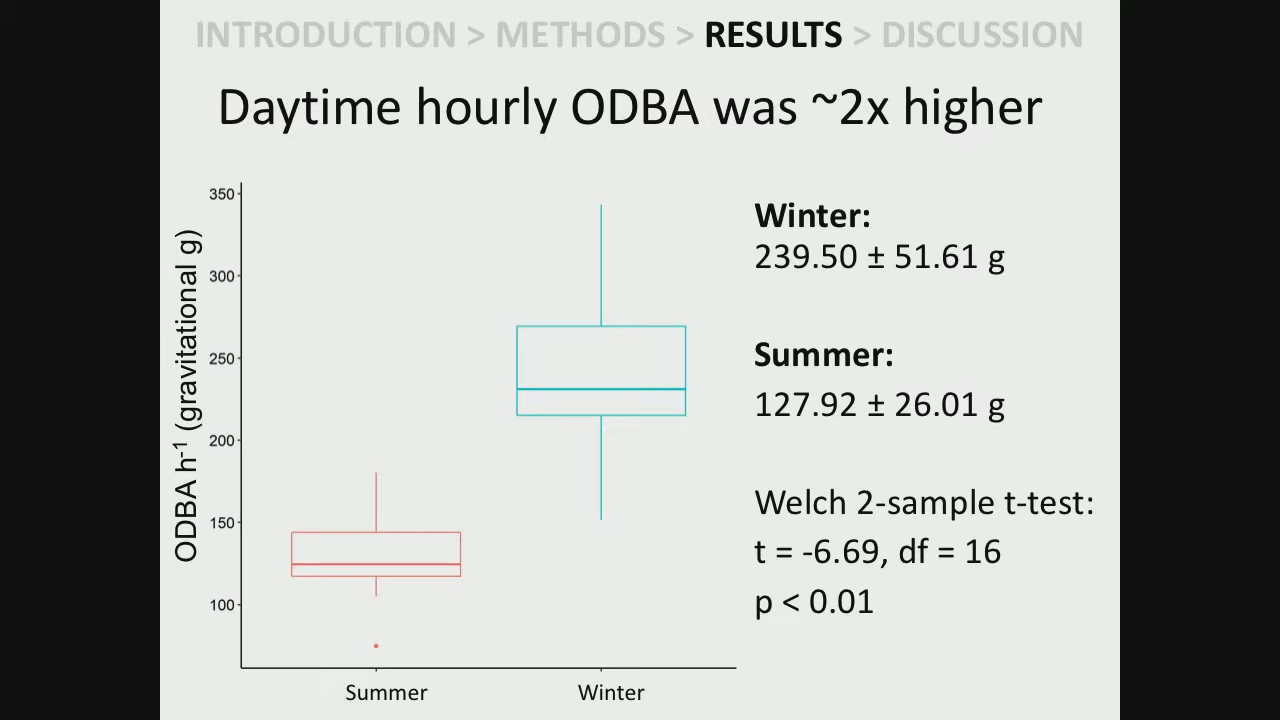 INTRODUCTION > METHODS > RESULTS > DISCUSSION
Daytime hourly ODBA was ~2x higher
ODBA h⁻¹ (gravitational g)
350
300
250
200
150
100
Summer
Winter
Winter:
239.50 ± 51.61 g
Summer:
127.92 ± 26.01 g
Welch 2-sample t-test:
t = -6.69, df = 16
p < 0.01